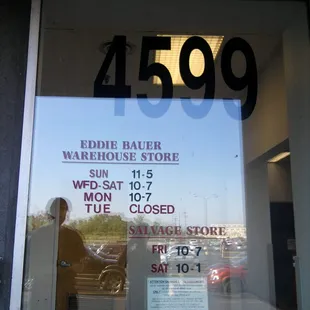 4599
EDDIE BAUER
WAREHOUSE STORE
SUN 11-5
WFD-SAT 10-7
MON 10-7
TUE CLOSED
SALVAGE STORE
FRI 10-7
SAT 10-1